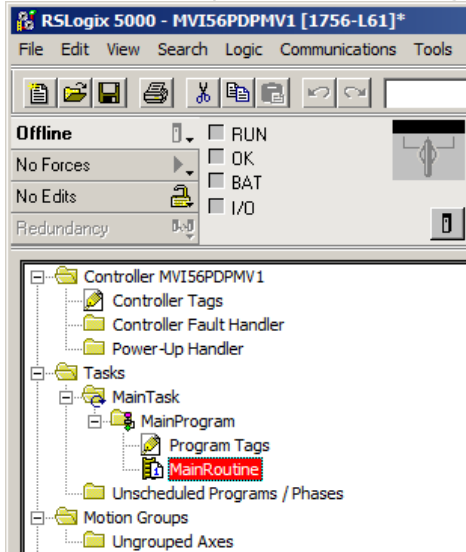 RSLogix 5000 - MVI56PDPMV1 [1756-L61]*
File Edit View Search Logic Communications Tools
Offline RUN
No Forces OK
No Edits BAT
Redundancy I/O
Controller MVI56PDPMV1
Controller Tags
Controller Fault Handler
Power-Up Handler
Tasks
MainTask
MainProgram
Program Tags
MainRoutine
Unscheduled Programs / Phases
Motion Groups
Ungrouped Axes